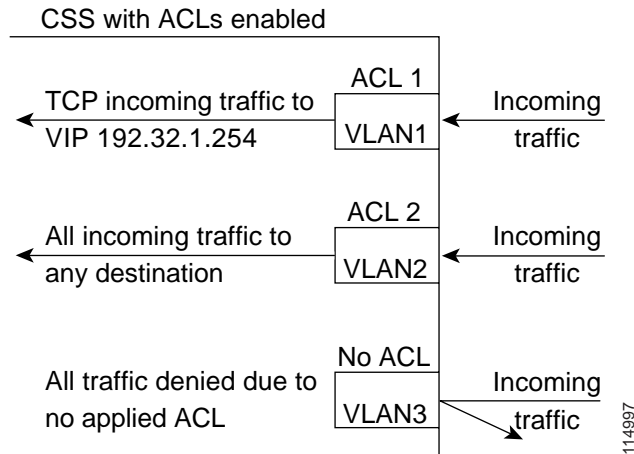 CSS with ACLs enabled
ACL 1
TCP incoming traffic to
VIP 192.32.1.254
VLAN1
Incoming
traffic
ACL 2
All incoming traffic to
any destination
VLAN2
Incoming
traffic
No ACL
All traffic denied due to
no applied ACL
VLAN3
Incoming
traffic
114997